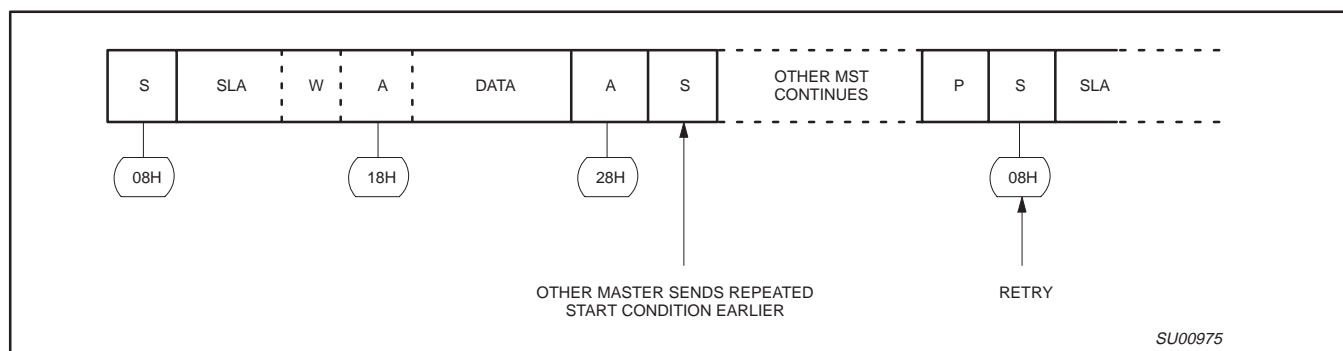 S SLA W A DATA A S OTHER MST
CONTINUES P S SLA
08H 18H 28H 08H
OTHER MASTER SENDS REPEATED
START CONDITION EARLIER
RETRY
SU00975